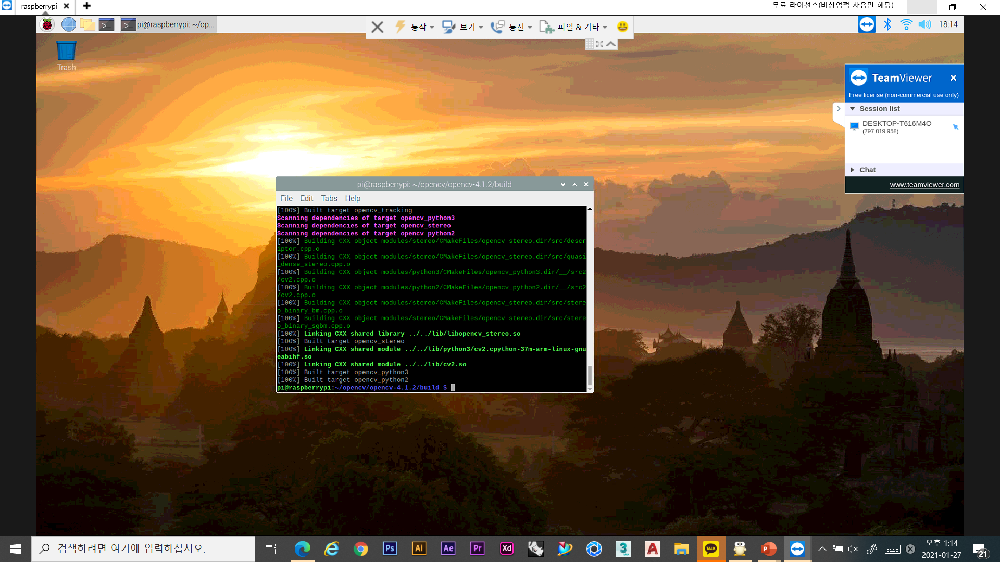 raspberrypi
무료 라이선스(비상업적 사용만 해당)
pi@raspberrypi: ~/op...
동작
보기
통신
파일 & 기타
18:14
Trash
TeamViewer
Free license (non-commercial use only)
Session list
DESKTOP-T616M4O
(797 019 958)
Chat
www.teamviewer.com
pi@raspberrypi: ~/opencv/opencv-4.1.2/build
File Edit Tabs Help
[100%] Built target opencv_tracking
Scanning dependencies of target opencv_python3
Scanning dependencies of target opencv_stereo
Scanning dependencies of target opencv_python2
[100%] Building CXX object modules/stereo/CMakeFiles/opencv_stereo.dir/src/descr
iptor.cpp.o
[100%] Building CXX object modules/stereo/CMakeFiles/opencv_stereo.dir/src/quasi
_dense_stereo.cpp.o
[100%] Building CXX object modules/python3/CMakeFiles/opencv_python3.dir/__/src2
/cv2.cpp.o
[100%] Building CXX object modules/python2/CMakeFiles/opencv_python2.dir/__/src2
/cv2.cpp.o
[100%] Building CXX object modules/stereo/CMakeFiles/opencv_stereo.dir/src/stere
o_binary_bm.cpp.o
[100%] Building CXX object modules/stereo/CMakeFiles/opencv_stereo.dir/src/stere
o_binary_sgbm.cpp.o
[100%] Linking CXX shared library ../../lib/libopencv_stereo.so
[100%] Built target opencv_stereo
[100%] Linking CXX shared module ../../lib/python3/cv2.cpython-37m-arm-linux-gnu
eabihf.so
[100%] Linking CXX shared module ../../lib/cv2.so
[100%] Built target opencv_python3
[100%] Built target opencv_python2
pi@raspberrypi:~/opencv/opencv-4.1.2/build $
검색하려면 여기에 입력하십시오.
Ps
Ai
Ae
Pr
Xd
3
MAX
A
TALK
P
오후 1:14
2021-01-27
21